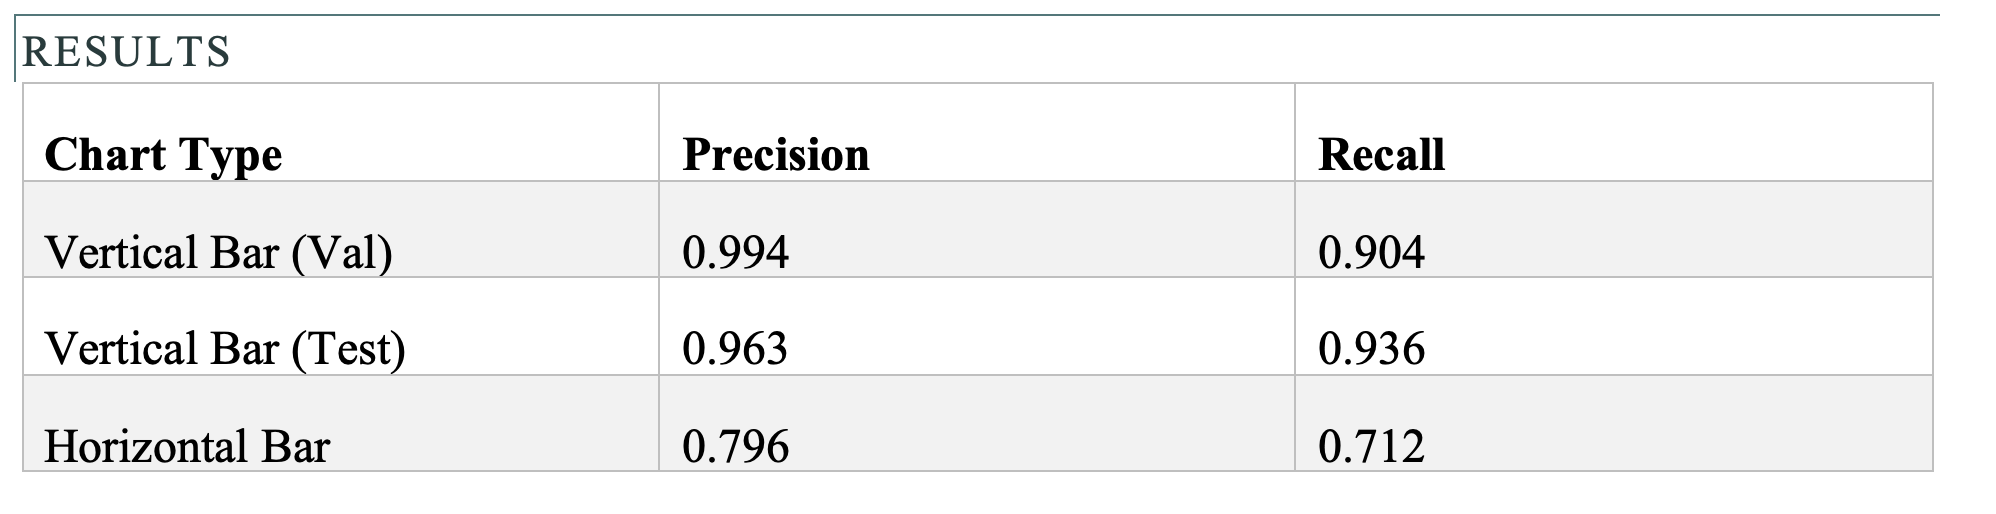 RESULTS
Chart Type Precision Recall
Vertical Bar (Val) 0.994 0.904
Vertical Bar (Test) 0.963 0.936
Horizontal Bar 0.796 0.712